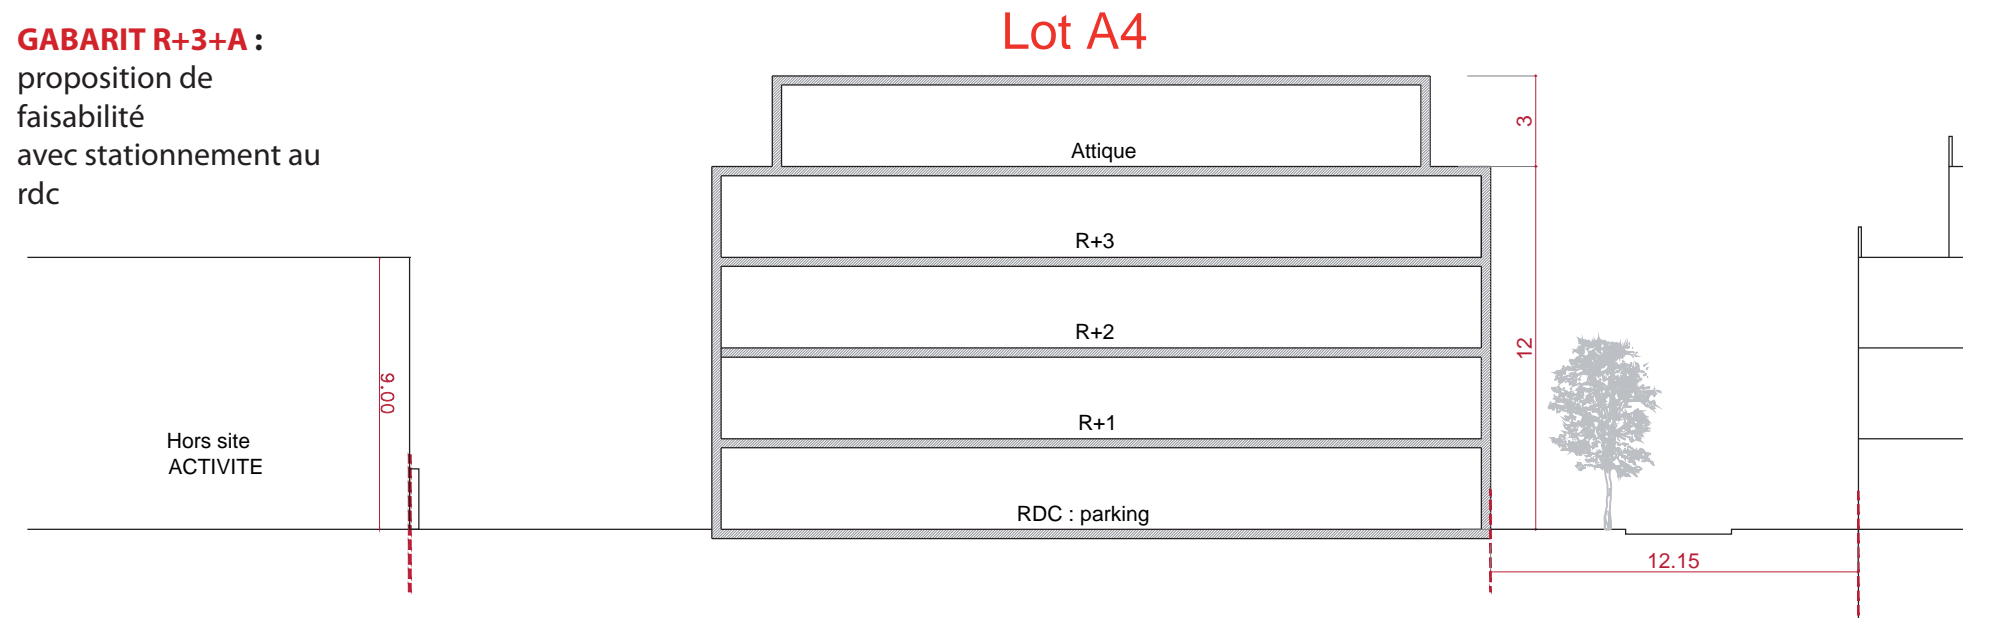 GABARIT R+3+A :
proposition de
faisabilité
avec stationnement au
rdc
Lot A4
Attique
3
R+3
R+2
12
R+1
9.00
Hors site
ACTIVITE
RDC : parking
12.15